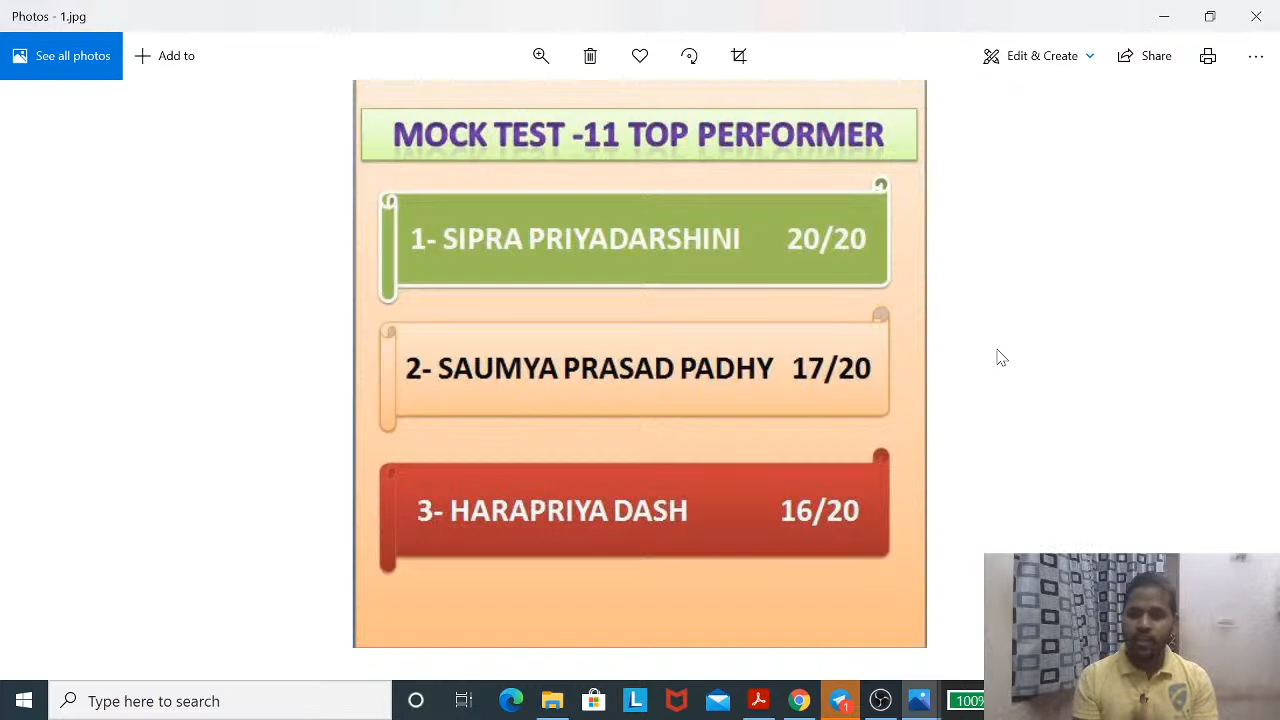 Photos - 1.jpg
See all photos
Add to
Edit & Create
Share
MOCK TEST -11 TOP PERFORMER
1- SIPRA PRIYADARSHINI 20/20
2- SAUMYA PRASAD PADHY 17/20
3- HARAPRIYA DASH 16/20
Type here to search
L
1
100%